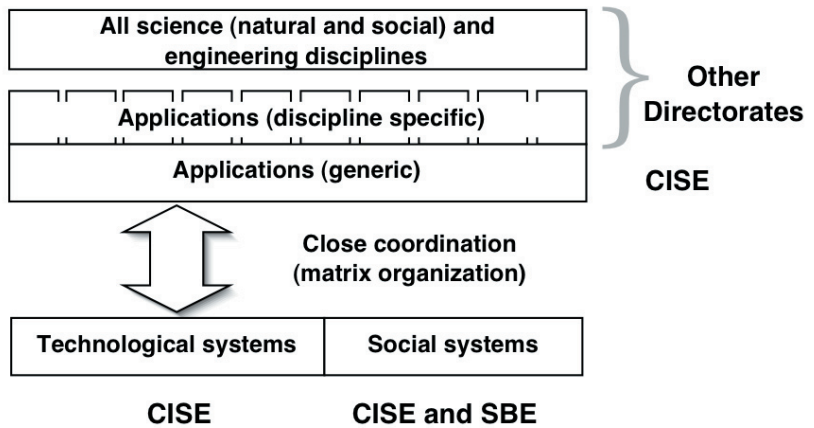 All science (natural and social) and
engineering disciplines
Other
Directorates
Applications (discipline specific)
Applications (generic)
CISE
Close coordination
(matrix organization)
Technological systems
Social systems
CISE
CISE and SBE